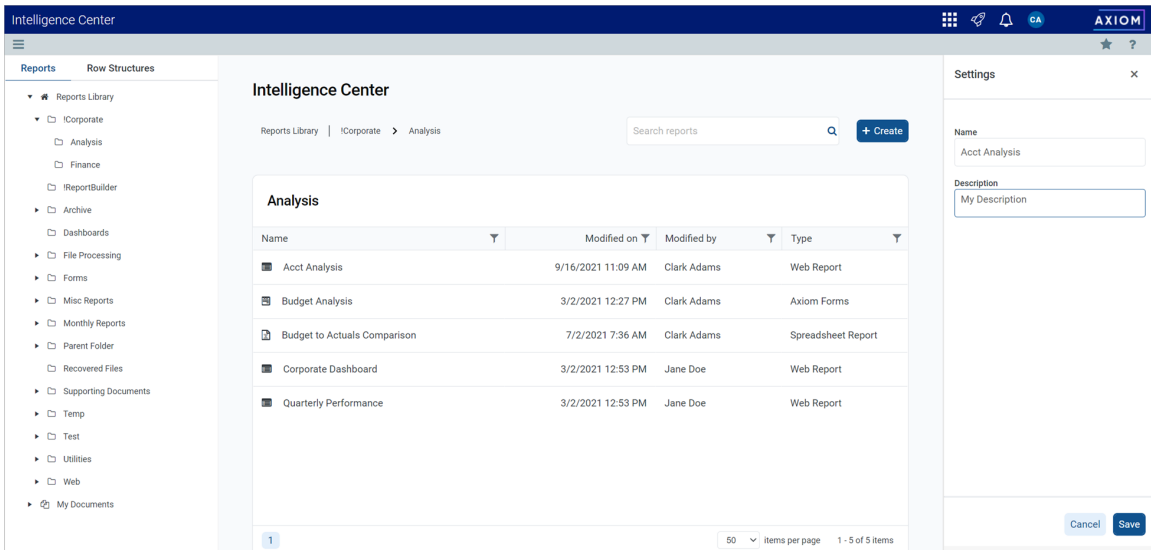 Intelligence Center
CA
AXIOM
?
Reports Row Structures
Reports Library
!Corporate
Analysis
Finance
!ReportBuilder
Archive
Dashboards
File Processing
Forms
Misc Reports
Monthly Reports
Parent Folder
Recovered Files
Supporting Documents
Temp
Test
Utilities
Web
My Documents
Intelligence Center
Reports Library | !Corporate > Analysis
Search reports
+ Create
Analysis
Name Modified on Modified by Type
Acct Analysis 9/16/2021 11:09 AM Clark Adams Web Report
Budget Analysis 3/2/2021 12:27 PM Clark Adams Axiom Forms
Budget to Actuals Comparison 7/2/2021 7:36 AM Clark Adams Spreadsheet Report
Corporate Dashboard 3/2/2021 12:53 PM Jane Doe Web Report
Quarterly Performance 3/2/2021 12:53 PM Jane Doe Web Report
1 50 items per page 1 - 5 of 5 items
Settings ×
Name
Acct Analysis
Description
My Description
Cancel Save